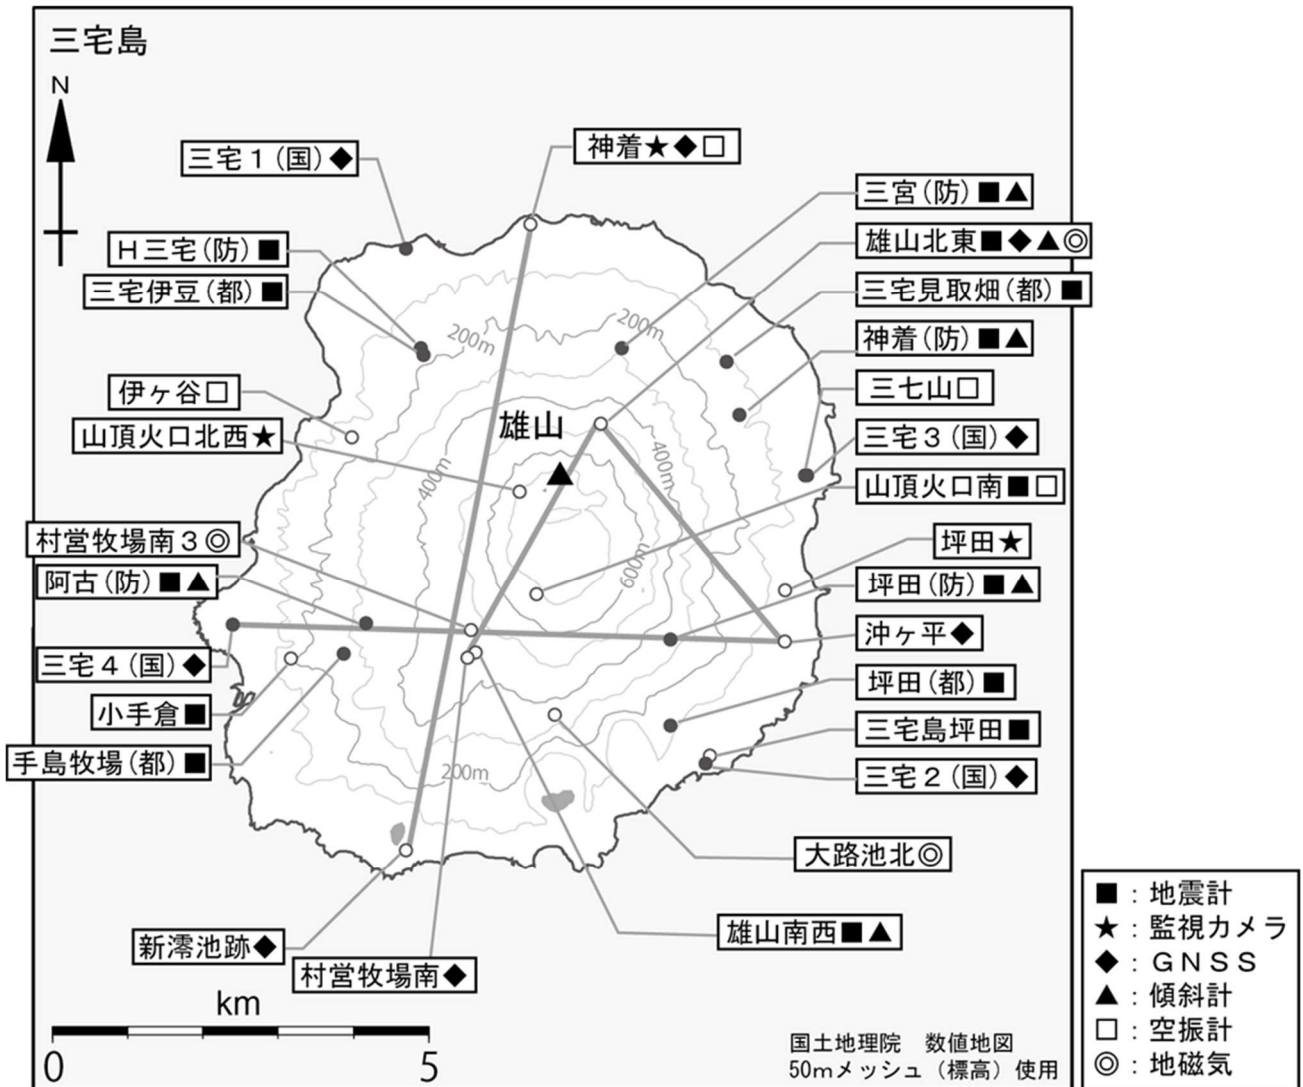 三宅島
N
三宅1(国)◆
神着★◆□
三宮(防)■▲
雄山北東■◆▲◎
H三宅(防)■
三宅伊豆(都)■
三宅見取畑(都)■
神着(防)■▲
200m
200m
伊ヶ谷□
三七山□
山頂火口北西★
雄山
三宅3(国)◆
400m
400m
山頂火口南■□
村営牧場南3◎
坪田★
600m
阿古(防)■▲
坪田(防)■▲
沖ヶ平◆
三宅4(国)◆
坪田(都)■
小手倉■
三宅島坪田■
手島牧場(都)■
200m
三宅2(国)◆
大路池北◎
新澪池跡◆
雄山南西■▲
村営牧場南◆
km
0 5
国土地理院 数値地図
50mメッシュ(標高)使用
■:地震計
★:監視カメラ
◆:GNSS
▲:傾斜計
□:空振計
◎:地磁気